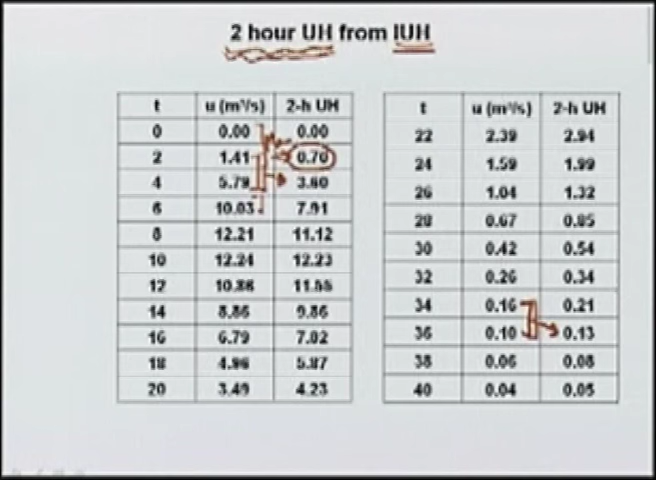 2 hour UH from IUH
t u (m³/s) 2-h UH
0 0.00 0.00
2 1.41 0.70
4 5.79 3.60
6 10.03 7.91
8 12.21 11.12
10 12.24 12.23
12 10.86 11.55
14 8.86 9.86
16 6.79 7.82
18 4.96 5.87
20 3.49 4.23
t u (m³/s) 2-h UH
22 2.39 2.94
24 1.59 1.99
26 1.04 1.32
28 0.67 0.85
30 0.42 0.54
32 0.26 0.34
34 0.16 0.21
36 0.10 0.13
38 0.06 0.08
40 0.04 0.05